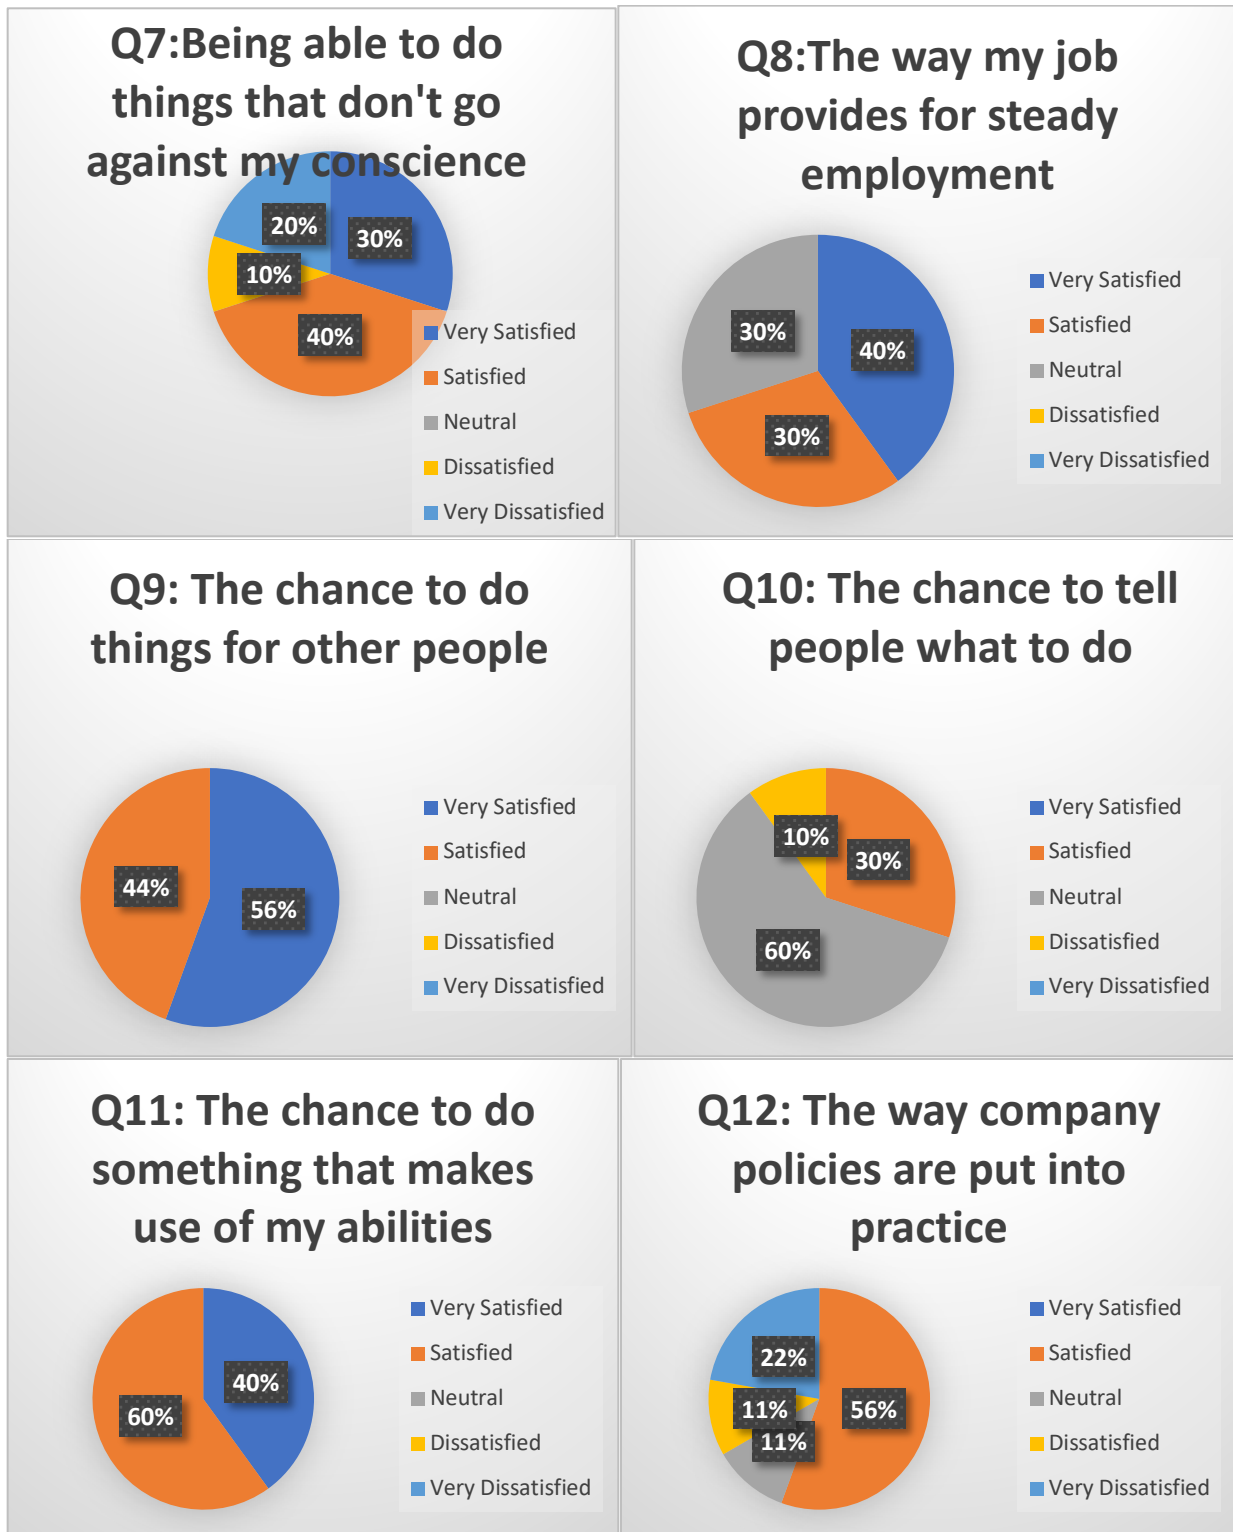 Q7:Being able to do
things that don't go
against my conscience
20%
30%
10%
40%
Very Satisfied
Satisfied
Neutral
Dissatisfied
Very Dissatisfied
Q8:The way my job
provides for steady
employment
30%
40%
30%
Very Satisfied
Satisfied
Neutral
Dissatisfied
Very Dissatisfied
Q9: The chance to do
things for other people
44%
56%
Very Satisfied
Satisfied
Neutral
Dissatisfied
Very Dissatisfied
Q10: The chance to tell
people what to do
10%
30%
60%
Very Satisfied
Satisfied
Neutral
Dissatisfied
Very Dissatisfied
Q11: The chance to do
something that makes
use of my abilities
40%
60%
Very Satisfied
Satisfied
Neutral
Dissatisfied
Very Dissatisfied
Q12: The way company
policies are put into
practice
22%
11%
56%
11%
Very Satisfied
Satisfied
Neutral
Dissatisfied
Very Dissatisfied